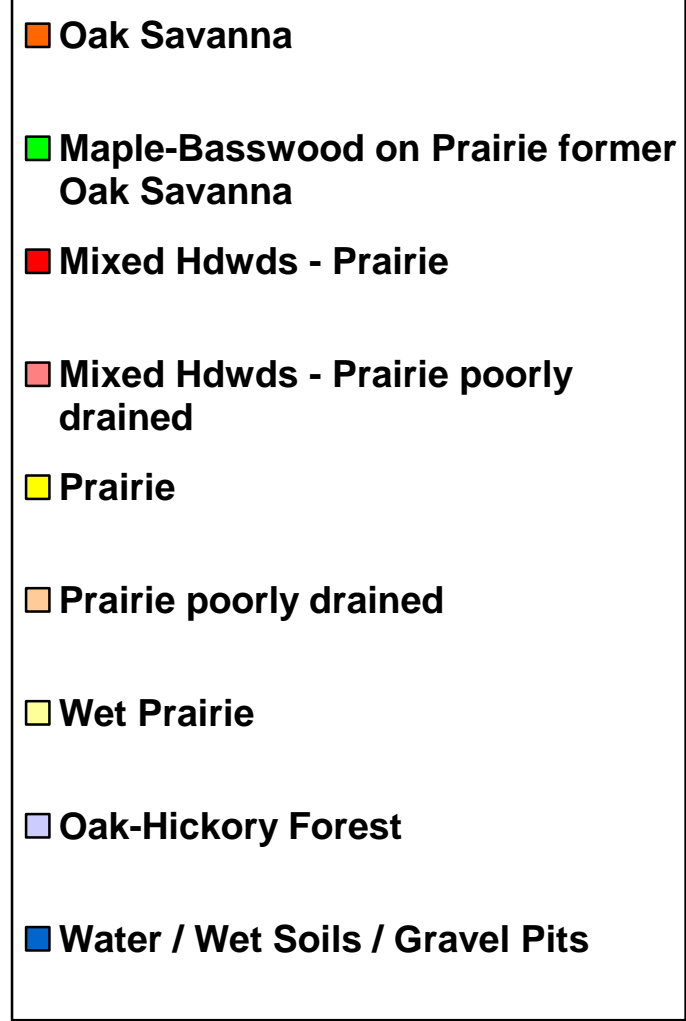 Oak Savanna
Maple-Basswood on Prairie former
Oak Savanna
Mixed Hdwds - Prairie
Mixed Hdwds - Prairie poorly
drained
Prairie
Prairie poorly drained
Wet Prairie
Oak-Hickory Forest
Water / Wet Soils / Gravel Pits